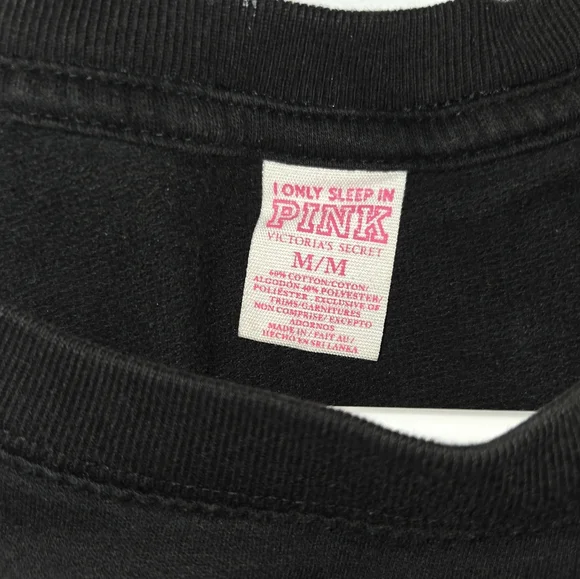 I ONLY SLEEP IN
PINK
VICTORIA'S SECRET
M/M
60% COTTON/COTON/
ALGODÓN 40% POLYESTER/
POLIÉSTER . EXCLUSIVE OF
TRIMS/GARNITURES
NON COMPRISE/EXCEPTO
ADORNOS
MADE IN / FAIT AU /
HECHO EN SRI LANKA